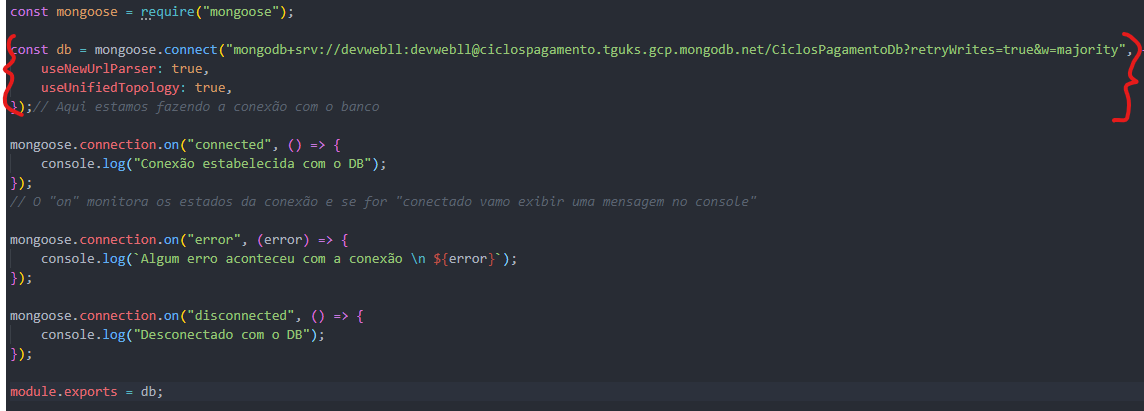 const mongoose = require("mongoose");
const db = mongoose.connect("mongodb+srv://devwebll:devwebll@ciclospagamento.tguks.gcp.mongodb.net/CiclosPagamentoDb?retryWrites=true&w=majority",
    useNewUrlParser: true,
    useUnifiedTopology: true,
});// Aqui estamos fazendo a conexão com o banco
mongoose.connection.on("connected", () => {
    console.log("Conexão estabelecida com o DB");
});
// O "on" monitora os estados da conexão e se for "conectado vamo exibir uma mensagem no console"
mongoose.connection.on("error", (error) => {
    console.log(`Algum erro aconteceu com a conexão \n ${error}`);
});
mongoose.connection.on("disconnected", () => {
    console.log("Desconectado com o DB");
});
module.exports = db;